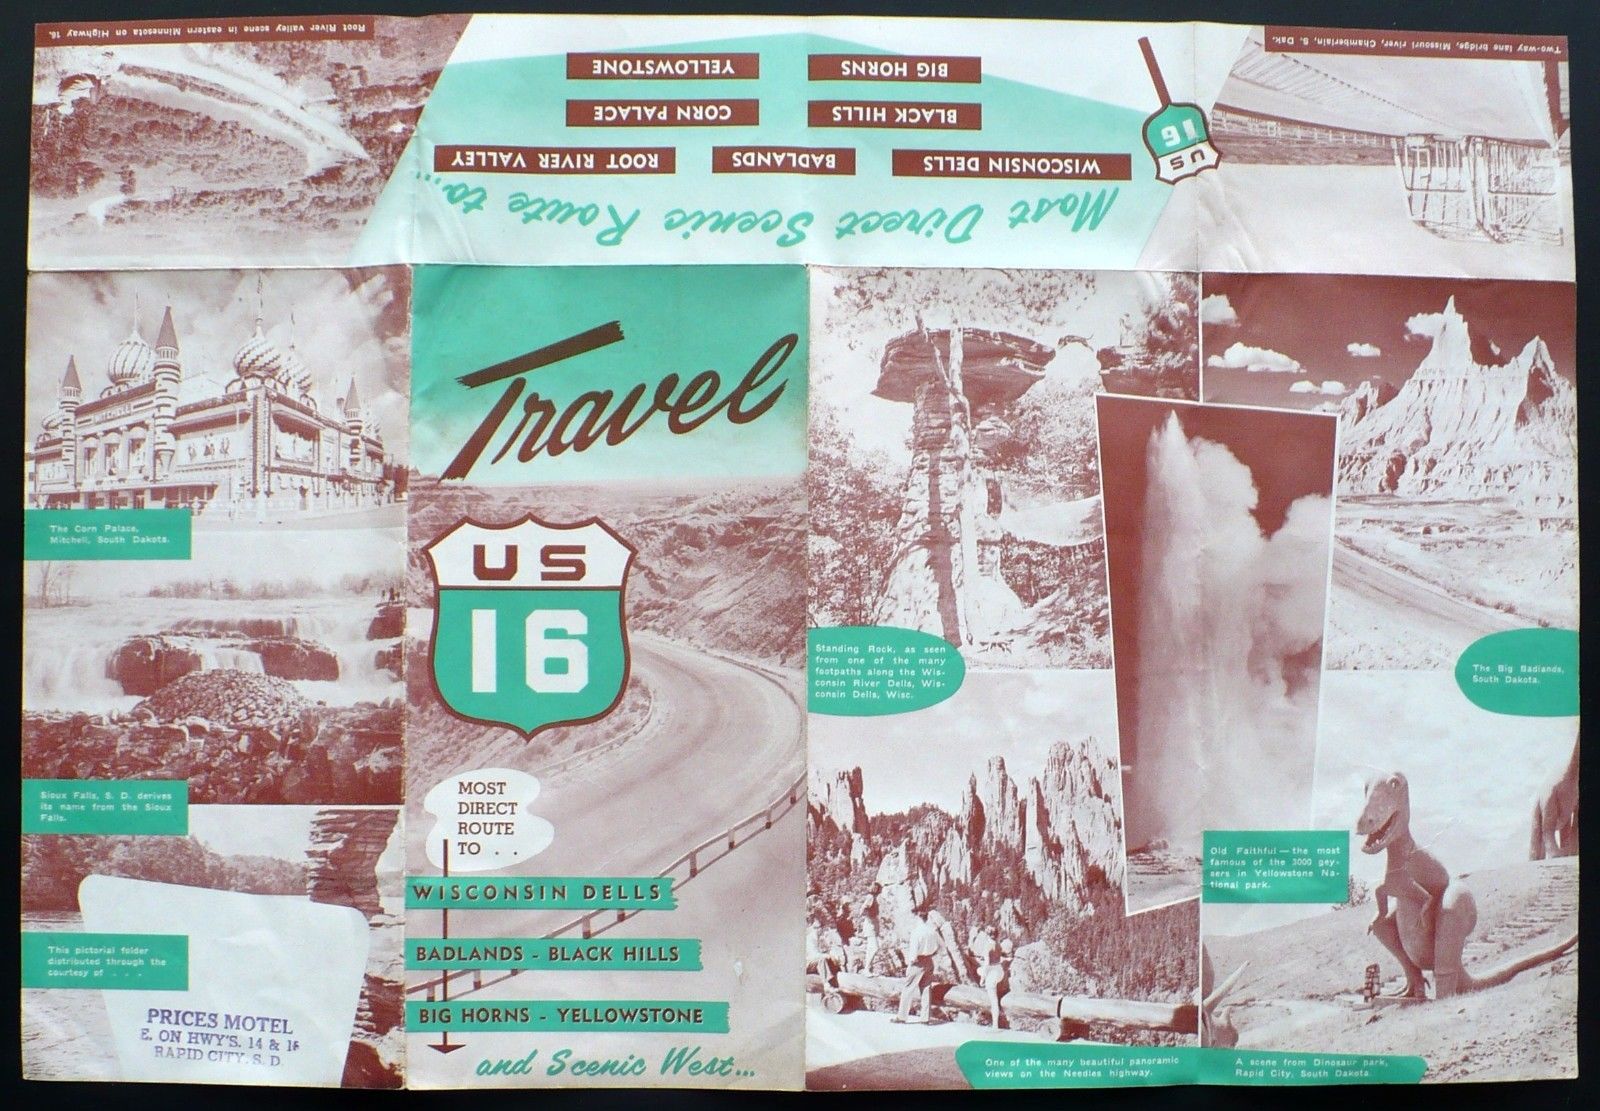 Root River valley scene in eastern Minnesota on Highway 16.
Two-way lane bridge, Missouri river, Chamberlain, S. Dak.
Most Direct Scenic Route to...
WISCONSIN DELLS
BADLANDS
ROOT RIVER VALLEY
BLACK HILLS
CORN PALACE
BIG HORNS
YELLOWSTONE
US
16
The Corn Palace,
Mitchell, South Dakota.
Sioux Falls, S. D. derives
its name from the Sioux
Falls.
This pictorial folder
distributed through the
courtesy of . . . .
PRICES MOTEL
E. ON HWY'S. 14 & 16
RAPID CITY, S. D
Travel
US
16
MOST
DIRECT
ROUTE
TO . .
WISCONSIN DELLS
BADLANDS - BLACK HILLS
BIG HORNS - YELLOWSTONE
and Scenic West...
Standing Rock, as seen
from one of the many
footpaths along the Wis-
consin River Dells, Wis-
consin Dells, Wisc.
The Big Badlands,
South Dakota.
Old Faithful—the most
famous of the 3000 gey-
sers in Yellowstone Na-
tional park.
One of the many beautiful panoramic
views on the Needles highway.
A scene from Dinosaur park,
Rapid City, South Dakota.